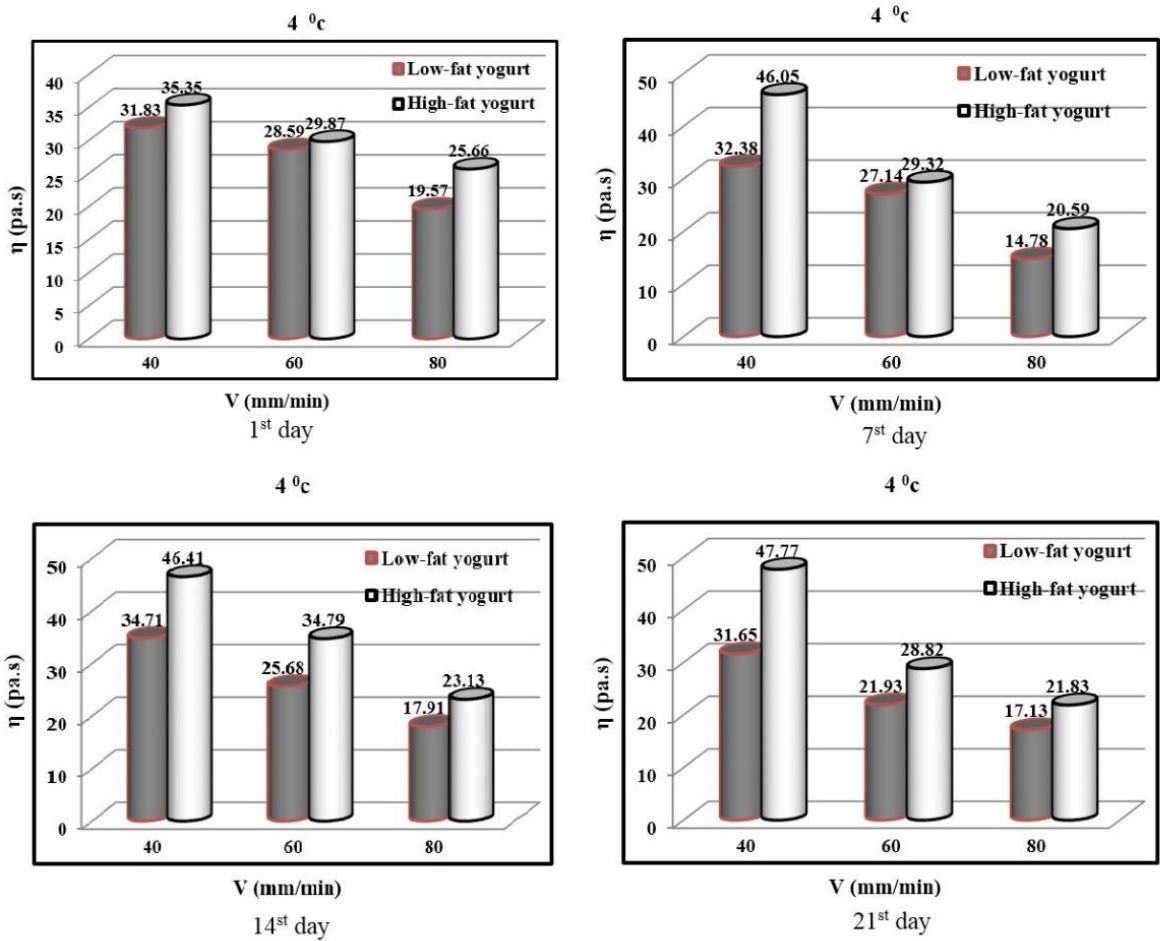 4 ⁰c
Low-fat yogurt
High-fat yogurt
η (pa.s)
40
35
30
25
20
15
10
5
0
31.83
35.35
28.59
29.87
19.57
25.66
40
60
80
V (mm/min)
1st day
4 ⁰c
Low-fat yogurt
High-fat yogurt
η (pa.s)
50
40
30
20
10
0
32.38
46.05
27.14
29.32
14.78
20.59
40
60
80
V (mm/min)
7st day
4 ⁰c
Low-fat yogurt
High-fat yogurt
η (pa.s)
50
40
30
20
10
0
34.71
46.41
25.68
34.79
17.91
23.13
40
60
80
V (mm/min)
14st day
4 ⁰c
Low-fat yogurt
High-fat yogurt
η (pa.s)
50
40
30
20
10
0
31.65
47.77
21.93
28.82
17.13
21.83
40
60
80
V (mm/min)
21st day